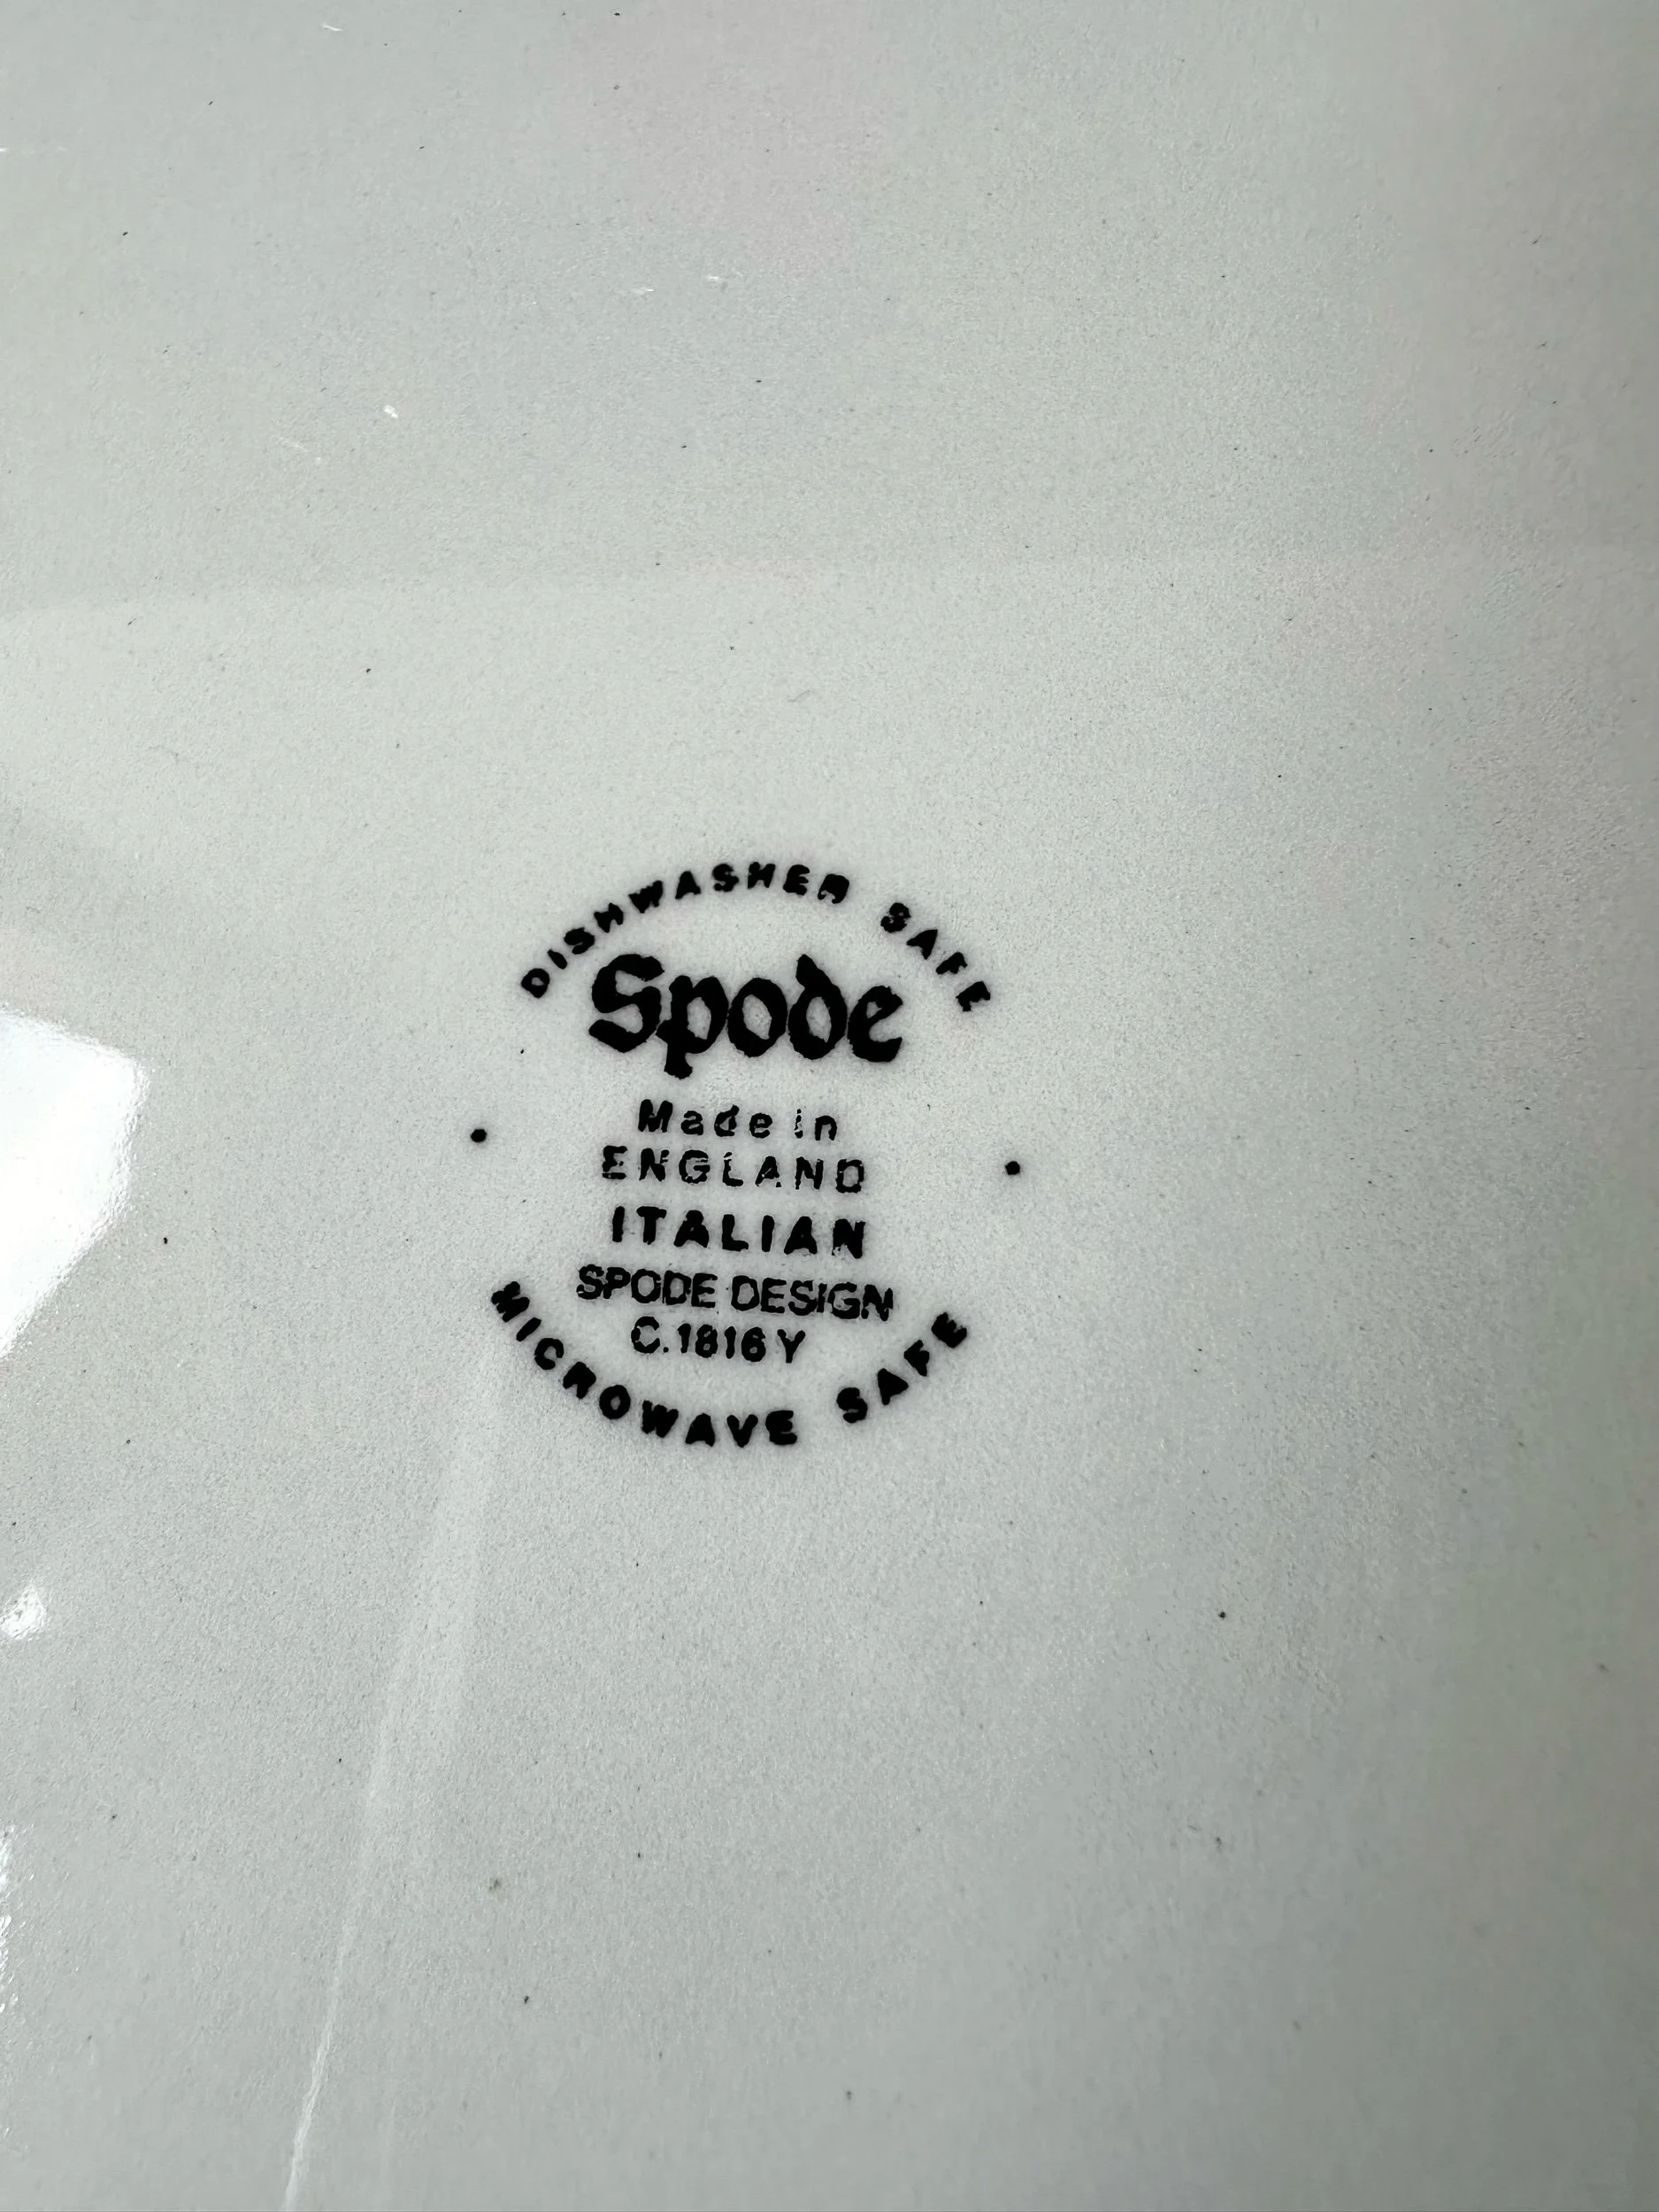 DISHWASHER SAFE
Spode
Made in
ENGLAND
ITALIAN
SPODE DESIGN
C.1816 Y
MICROWAVE SAFE